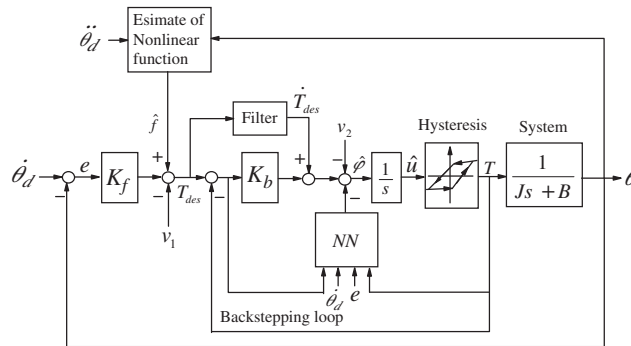 Esimate of
Nonlinear
function
θ̈_d
f̂
Filter
Ṫ_des
v_2
Hysteresis
System
θ̇_d
e
−
K_f
+
−
v_1
T_des
−
K_b
+
−
−
φ̂
1/s
û
T
1/(Js + B)
NN
θ̇_d
e
Backstepping loop